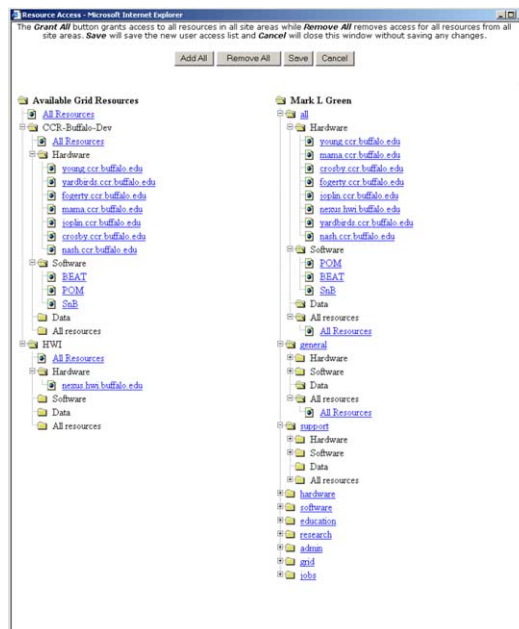 Resource Access - Microsoft Internet Explorer
The Grant All button grants access to all resources in all site areas while Remove All removes access for all resources from all
site areas. Save will save the new user access list and Cancel will close this window without saving any changes.
Add All Remove All Save Cancel
Available Grid Resources
All Resources
CCR-Buffalo-Dev
All Resources
Hardware
young.ccr.buffalo.edu
yardbirds.ccr.buffalo.edu
fogerty.ccr.buffalo.edu
mama.ccr.buffalo.edu
joplin.ccr.buffalo.edu
crosby.ccr.buffalo.edu
nash.ccr.buffalo.edu
Software
BEAT
POM
SnB
Data
All resources
HWI
All Resources
Hardware
nexus.hwi.buffalo.edu
Software
Data
All resources
Mark L Green
all
Hardware
young.ccr.buffalo.edu
mama.ccr.buffalo.edu
crosby.ccr.buffalo.edu
fogerty.ccr.buffalo.edu
joplin.ccr.buffalo.edu
nexus.hwi.buffalo.edu
yardbirds.ccr.buffalo.edu
nash.ccr.buffalo.edu
Software
POM
BEAT
SnB
Data
All resources
All Resources
general
Hardware
Software
Data
All resources
All Resources
support
Hardware
Software
Data
All resources
hardware
software
education
research
admin
grid
jobs